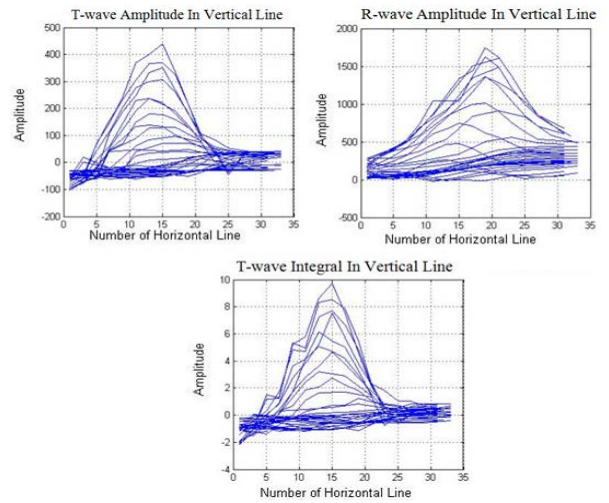 T-wave Amplitude In Vertical Line
500
400
300
200
100
0
-100
-200
Amplitude
0 5 10 15 20 25 30 35
Number of Horizontal Line
R-wave Amplitude In Vertical Line
2000
1500
1000
500
0
-500
Amplitude
0 5 10 15 20 25 30 35
Number of Horizontal Line
T-wave Integral In Vertical Line
10
8
6
4
2
0
-2
-4
Amplitude
0 5 10 15 20 25 30 35
Number of Horizontal Line